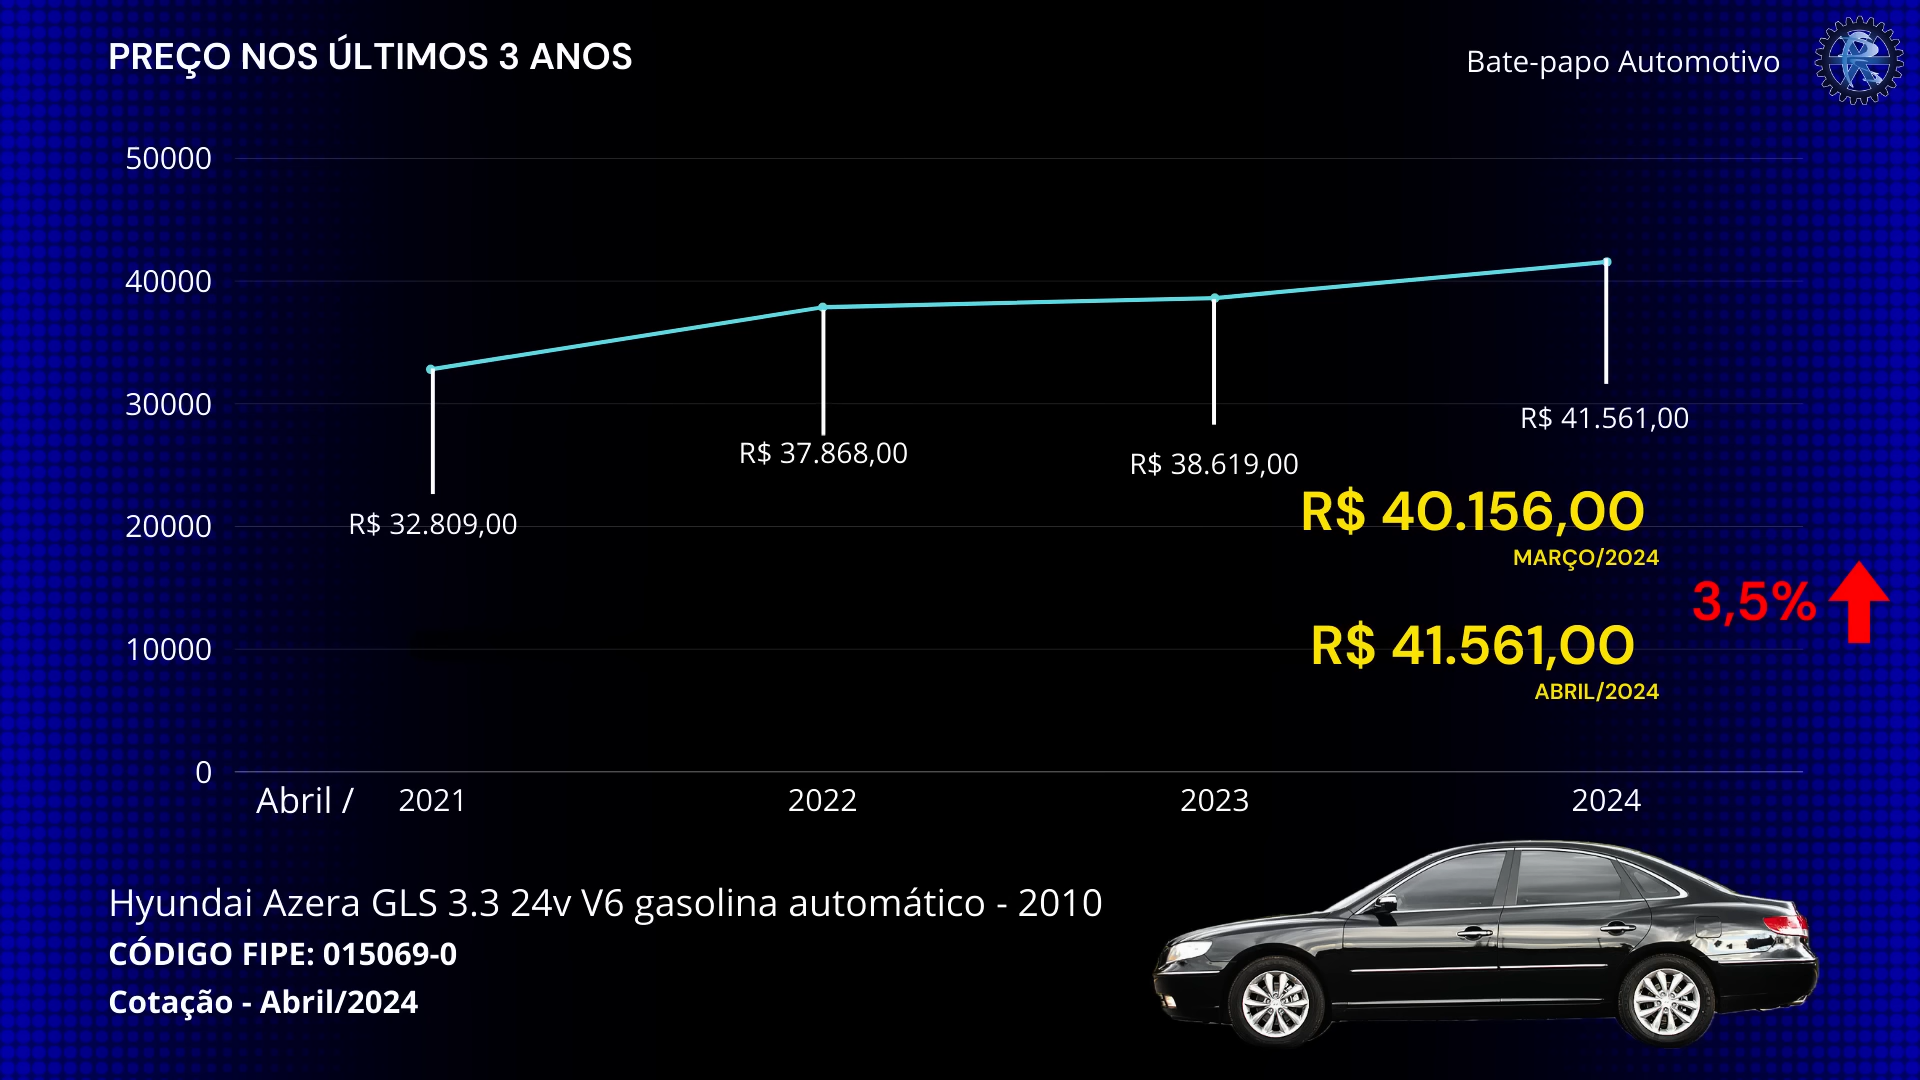 PREÇO NOS ÚLTIMOS 3 ANOS
Bate-papo Automotivo
50000
40000
30000
20000
10000
0
R$ 32.809,00
R$ 37.868,00
R$ 38.619,00
R$ 41.561,00
R$ 40.156,00
MARÇO/2024
3,5%
R$ 41.561,00
ABRIL/2024
Abril / 2021 2022 2023 2024
Hyundai Azera GLS 3.3 24v V6 gasolina automático - 2010
CÓDIGO FIPE: 015069-0
Cotação - Abril/2024